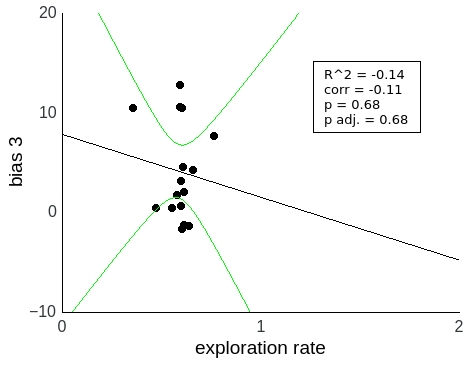 20
10
0
−10
bias 3
R^2 = -0.14
corr = -0.11
p = 0.68
p adj. = 0.68
0
1
2
exploration rate